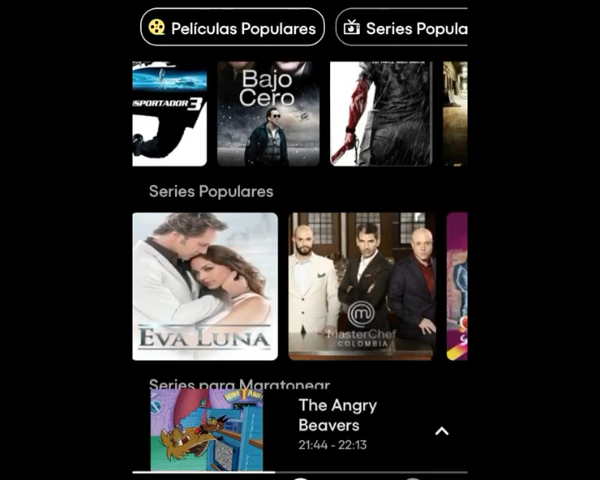 Películas Populares
Series Popula
SPORTADOR 3
Bajo
Cero
Series Populares
EVA LUNA
MasterChef
COLOMBIA
Series para Maratonear
The Angry
Beavers
21:44 - 22:13